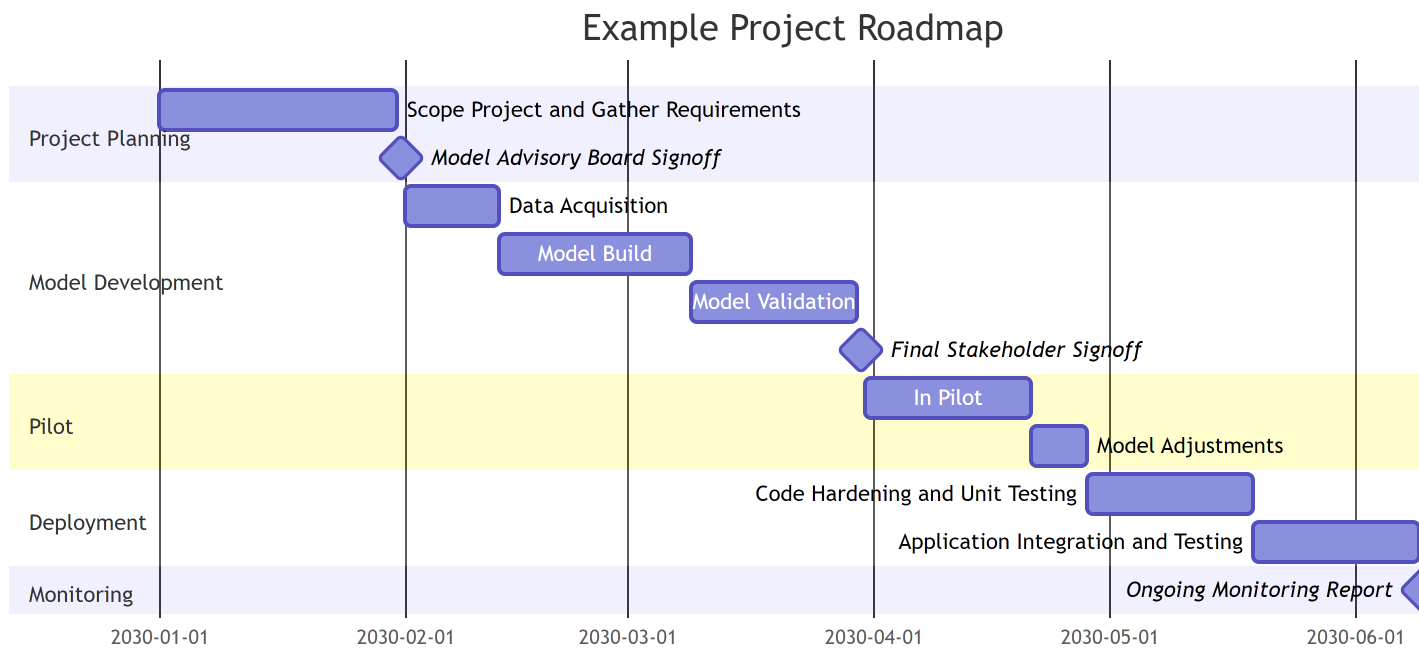 Example Project Roadmap
Scope Project and Gather Requirements
Project Planning
Model Advisory Board Signoff
Data Acquisition
Model Build
Model Development
Model Validation
Final Stakeholder Signoff
In Pilot
Pilot
Model Adjustments
Code Hardening and Unit Testing
Deployment
Application Integration and Testing
Ongoing Monitoring Report
Monitoring
2030-01-01
2030-02-01
2030-03-01
2030-04-01
2030-05-01
2030-06-01